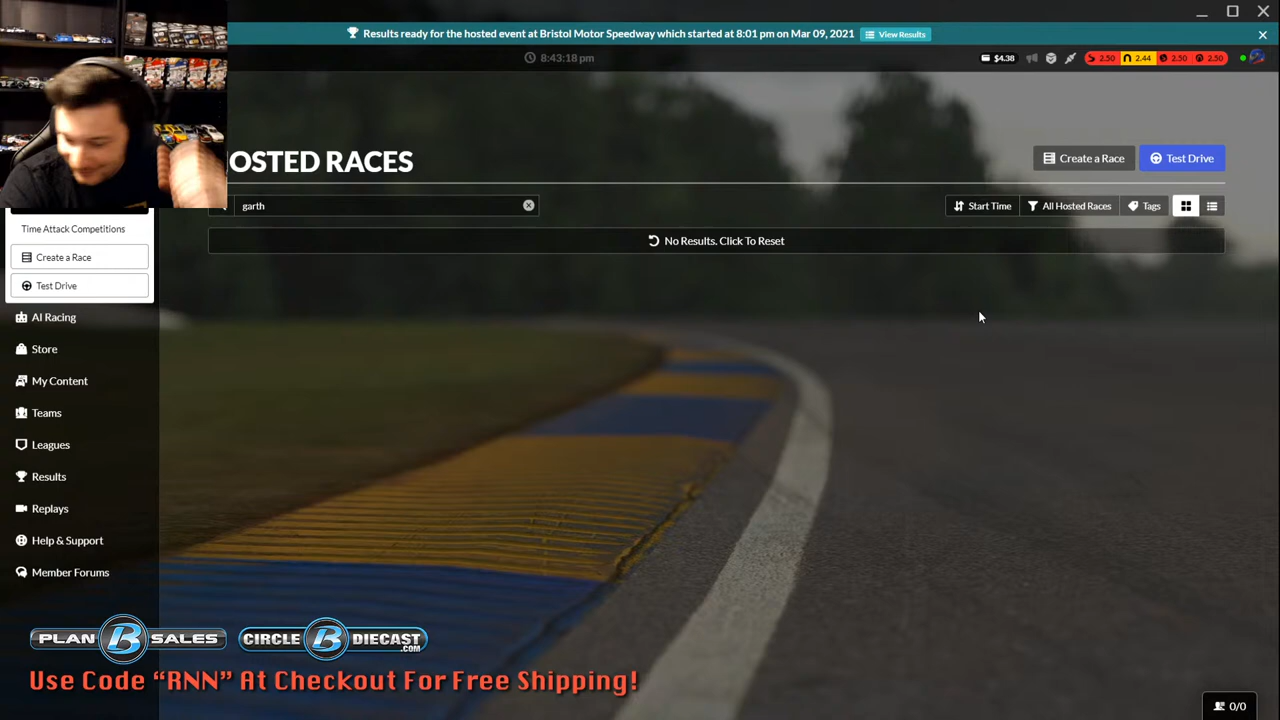 Results ready for the hosted event at Bristol Motor Speedway which started at 8:01 pm on Mar 09, 2021 View Results
8:43:18 pm
$4.38 2.50 2.44 2.50 2.50
OSTED RACES
Create a Race Test Drive
garth
Start Time All Hosted Races Tags
No Results. Click To Reset
Time Attack Competitions
Create a Race
Test Drive
AI Racing
Store
My Content
Teams
Leagues
Results
Replays
Help & Support
Member Forums
PLAN B SALES CIRCLE B DIECAST .COM
Use Code “RNN” At Checkout For Free Shipping!
0/0